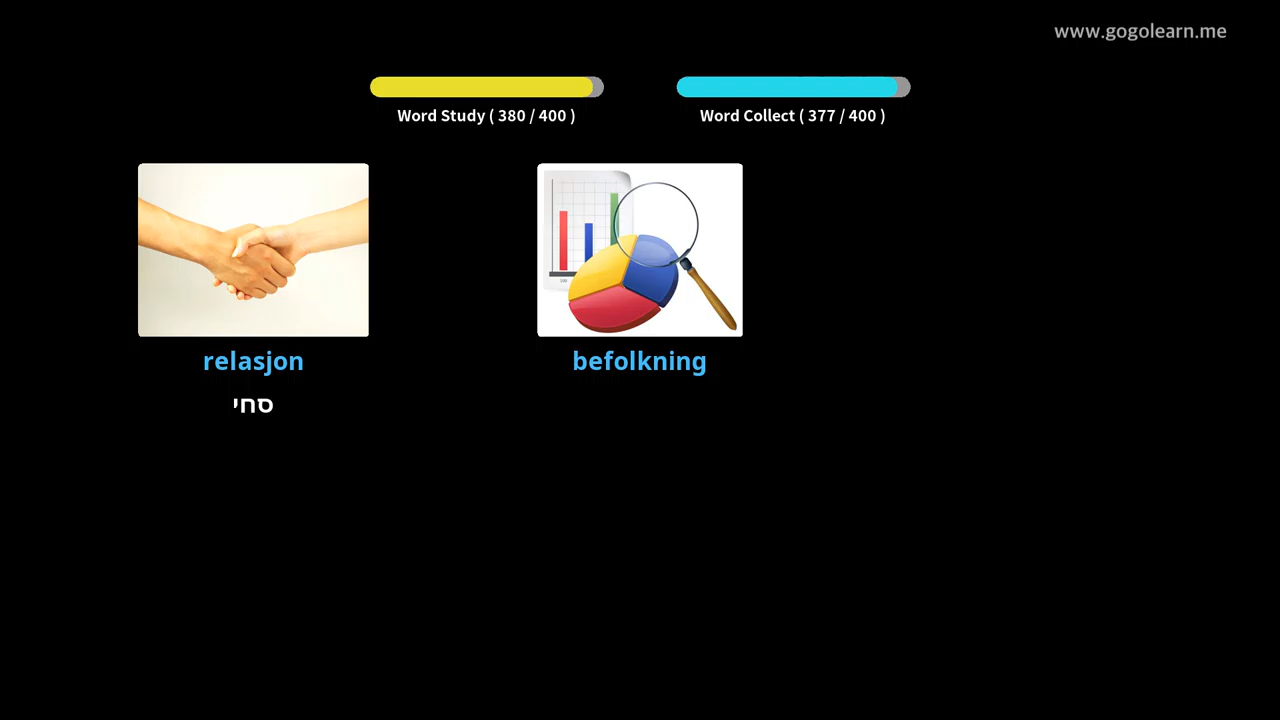 www.gogolearn.me
Word Study ( 380 / 400 )
Word Collect ( 377 / 400 )
relasjon
סחי
befolkning